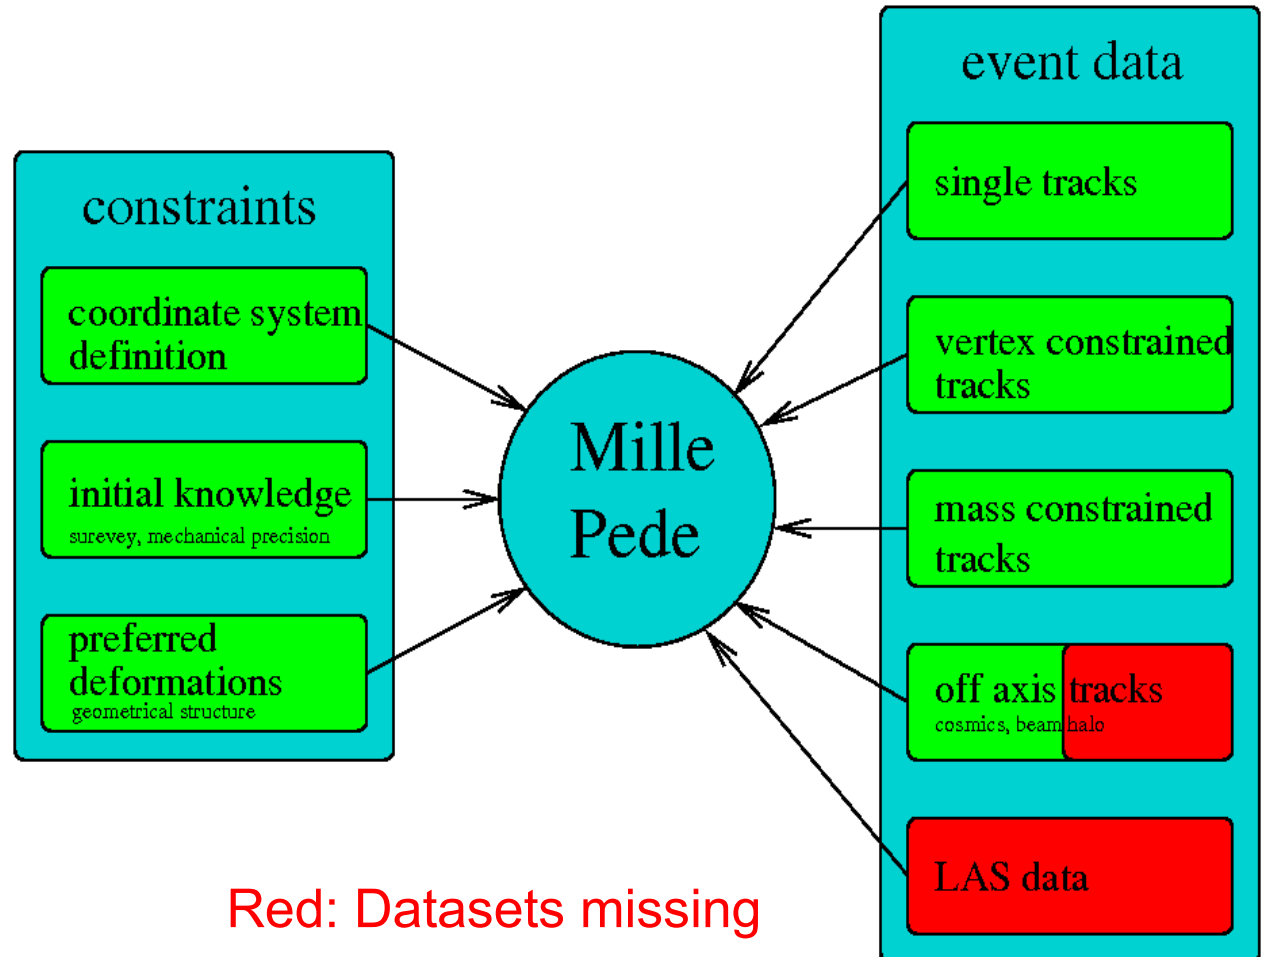 constraints
coordinate system
definition
initial knowledge
surevey, mechanical precision
preferred
deformations
geometrical structure
Mille
Pede
event data
single tracks
vertex constrained
tracks
mass constrained
tracks
off axis tracks
cosmics, beam halo
LAS data
Red: Datasets missing